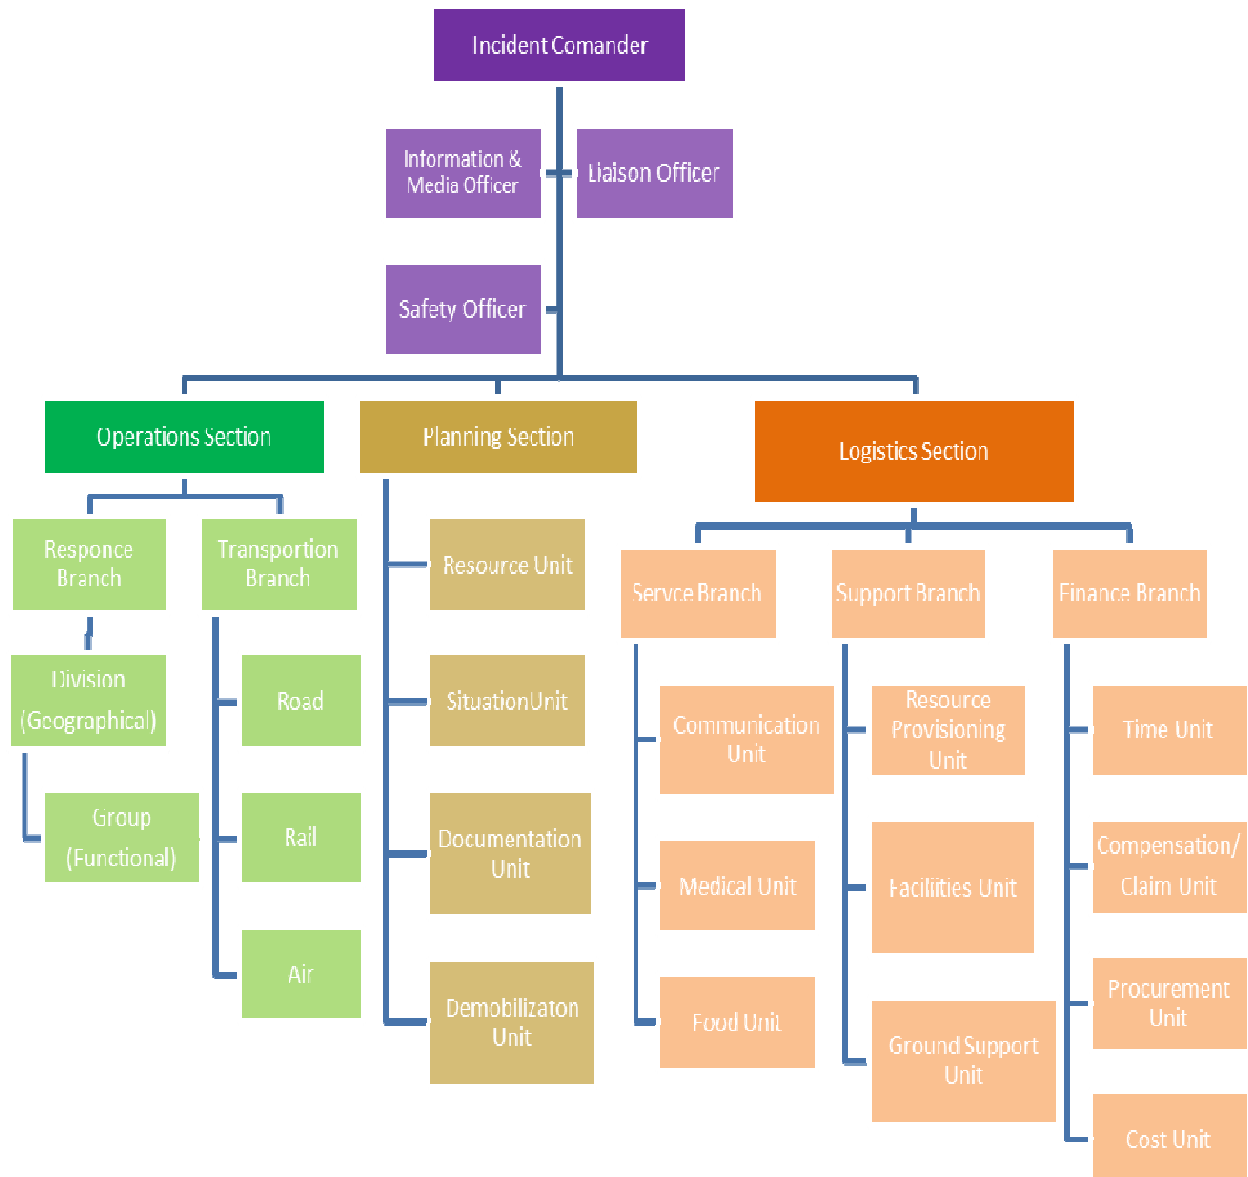 Incident Comander
Information &
Media Officer
Liaison Officer
Safety Officer
Operations Section
Planning Section
Logistics Section
Responce
Branch
Transportion
Branch
Division
(Geographical)
Group
(Functional)
Road
Rail
Air
Resource Unit
SituationUnit
Documentation
Unit
Demobilizaton
Unit
Servce Branch
Support Branch
Finance Branch
Communication
Unit
Medical Unit
Food Unit
Resource
Provisioning
Unit
Faciliities Unit
Ground Support
Unit
Time Unit
Compensation/
Claim Unit
Procurement
Unit
Cost Unit